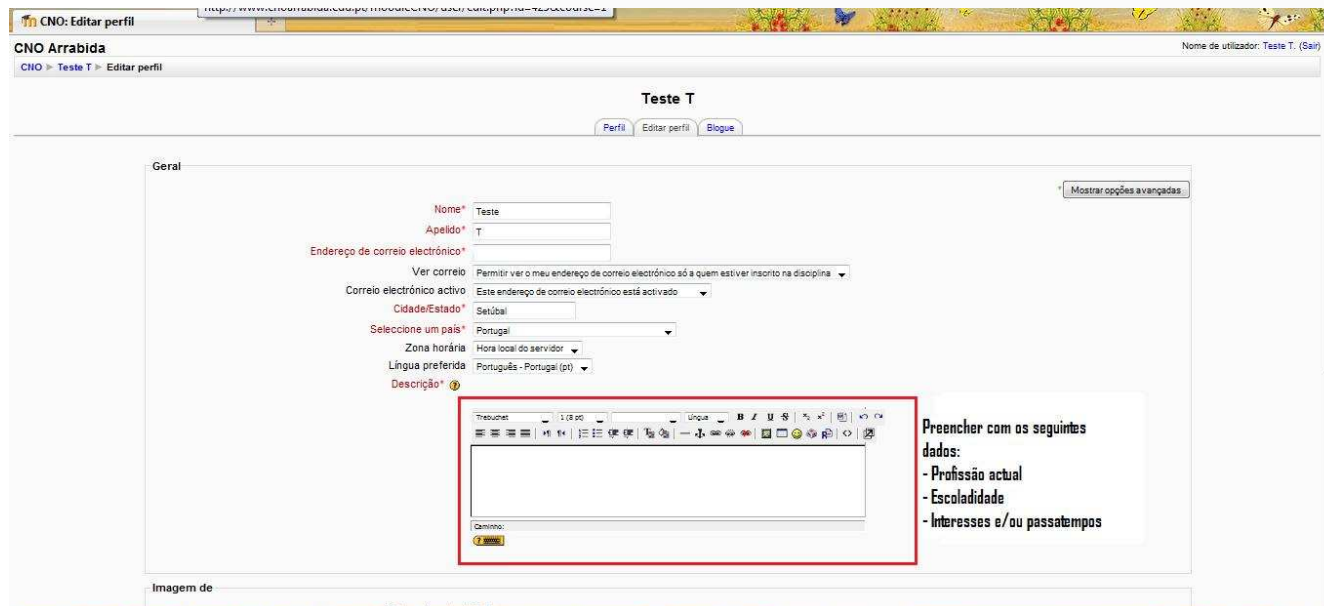 CNO: Editar perfil
CNO Arrabida
Nome de utilizador: Teste T. (Sair)
CNO ► Teste T ► Editar perfil
Teste T
Perfil Editar perfil Blogue
Geral
* Mostrar opções avançadas
Nome* Teste
Apelido* T
Endereço de correio electrónico*
Ver correio Permitir ver o meu endereço de correio electrónico só a quem estiver inscrito na disciplina
Correio electrónico activo Este endereço de correio electrónico está activado
Cidade/Estado* Setúbal
Seleccione um país* Portugal
Zona horária Hora local do servidor
Língua preferida Português - Portugal (pt)
Descrição*
Trebuchet 1 (8 pt) Língua B I U S
Caminho:
Preencher com os seguintes
dados:
- Profissão actual
- Escoladidade
- Interesses e/ou passatempos
Imagem de